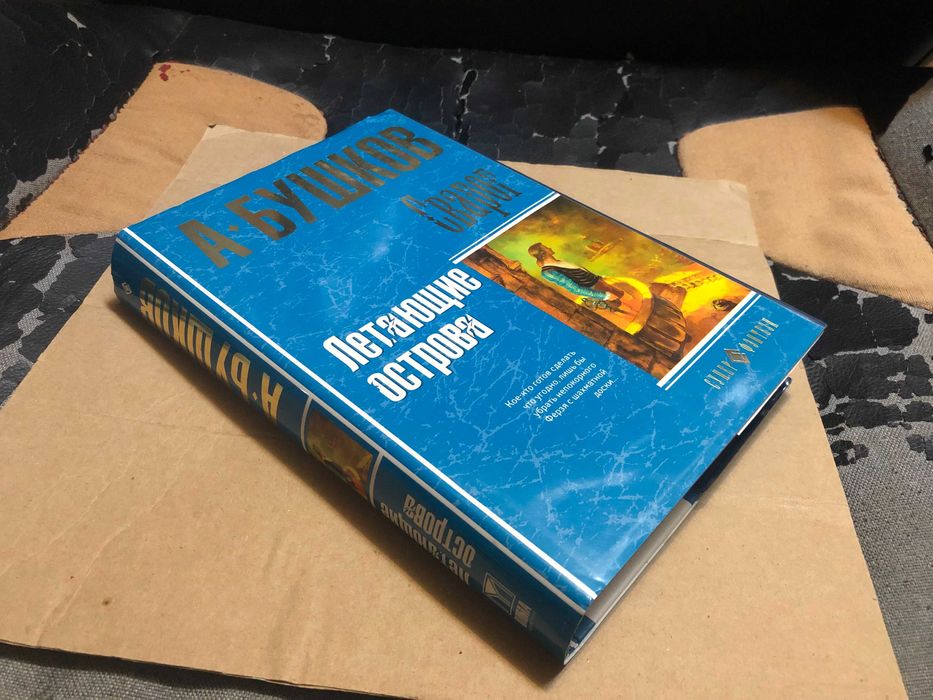 А·БУШКОВ
Сварог
Летающие
острова
Кое-кто готов сделать
что угодно, лишь бы
убрать непокорного
Ферзя с шахматной
доски...
А·БУШКОВ
Летающие
острова